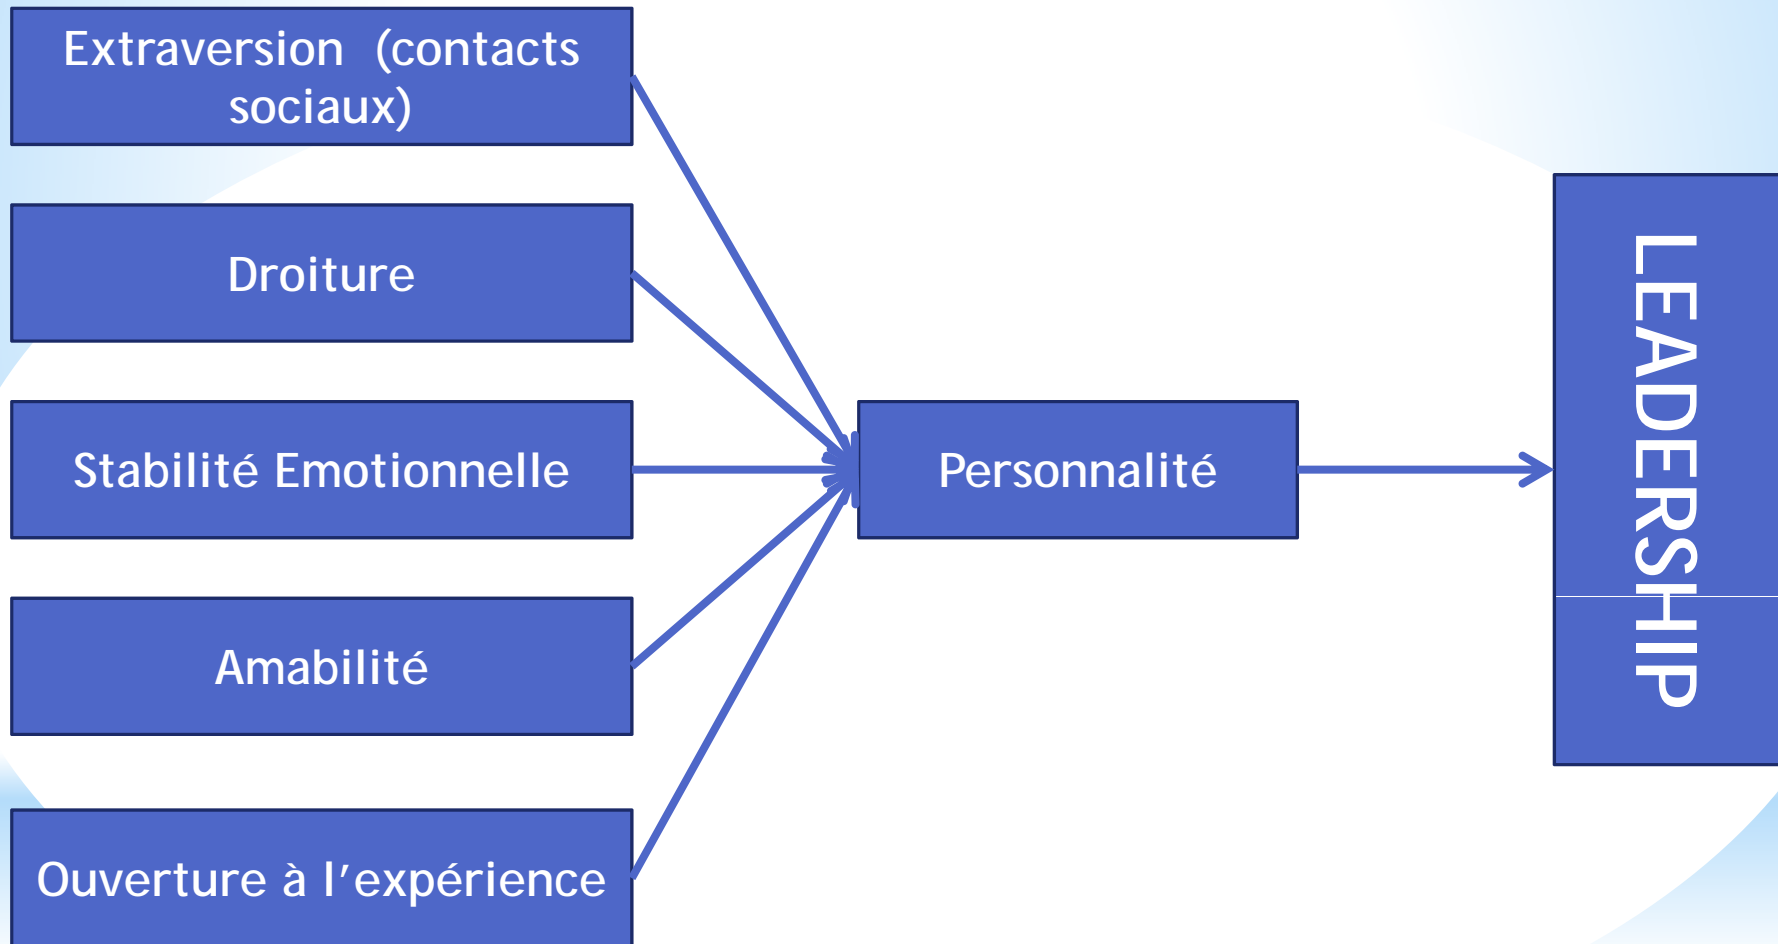 Extraversion (contacts
sociaux)
Droiture
Stabilité Emotionnelle
Amabilité
Ouverture à l’expérience
Personnalité
LEADERSHIP